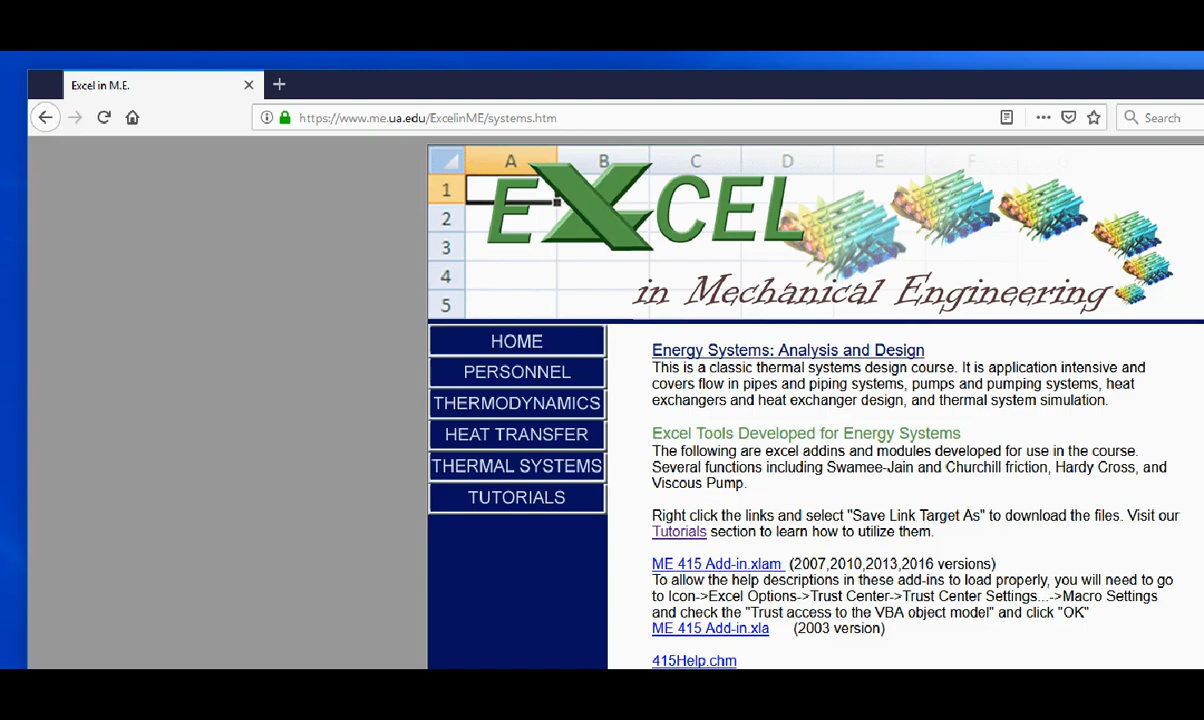 Excel in M.E.
https://www.me.ua.edu/ExcelinME/systems.htm
Search
A B C D E F G
1
2
3
4
5
EXCEL
in Mechanical Engineering
HOME
PERSONNEL
THERMODYNAMICS
HEAT TRANSFER
THERMAL SYSTEMS
TUTORIALS
Energy Systems: Analysis and Design
This is a classic thermal systems design course. It is application intensive and
covers flow in pipes and piping systems, pumps and pumping systems, heat
exchangers and heat exchanger design, and thermal system simulation.
Excel Tools Developed for Energy Systems
The following are excel addins and modules developed for use in the course.
Several functions including Swamee-Jain and Churchill friction, Hardy Cross, and
Viscous Pump.
Right click the links and select "Save Link Target As" to download the files. Visit our
Tutorials section to learn how to utilize them.
ME 415 Add-in.xlam (2007,2010,2013,2016 versions)
To allow the help descriptions in these add-ins to load properly, you will need to go
to Icon->Excel Options->Trust Center->Trust Center Settings...->Macro Settings
and check the "Trust access to the VBA object model" and click "OK"
ME 415 Add-in.xla (2003 version)
415Help.chm